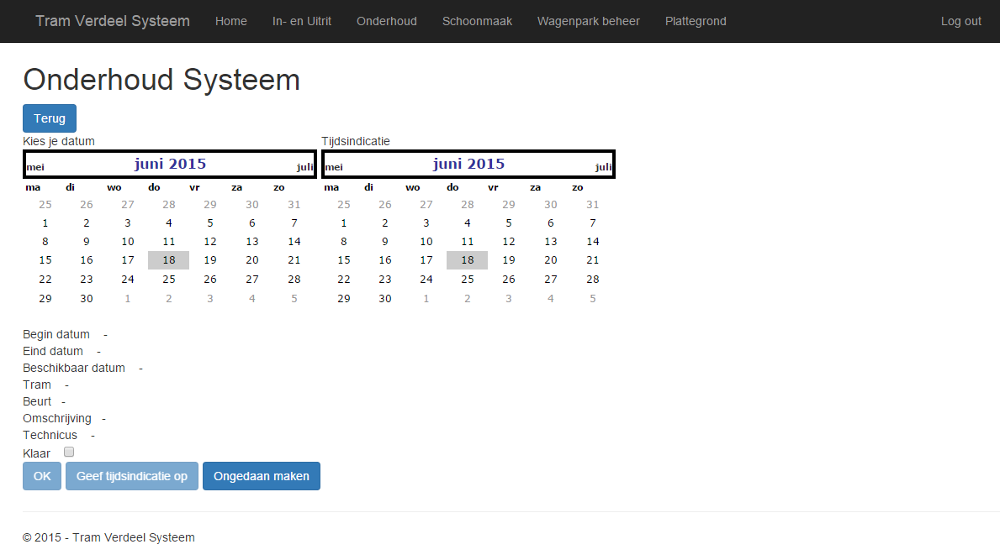 Tram Verdeel Systeem Home In- en Uitrit Onderhoud Schoonmaak Wagenpark beheer Plattegrond Log out
Onderhoud Systeem
Terug
Kies je datum Tijdsindicatie
mei juni 2015 juli mei juni 2015 juli
ma di wo do vr za zo ma di wo do vr za zo
25 26 27 28 29 30 31 25 26 27 28 29 30 31
1 2 3 4 5 6 7 1 2 3 4 5 6 7
8 9 10 11 12 13 14 8 9 10 11 12 13 14
15 16 17 18 19 20 21 15 16 17 18 19 20 21
22 23 24 25 26 27 28 22 23 24 25 26 27 28
29 30 1 2 3 4 5 29 30 1 2 3 4 5
Begin datum -
Eind datum -
Beschikbaar datum -
Tram -
Beurt -
Omschrijving -
Technicus -
Klaar
OK Geef tijdsindicatie op Ongedaan maken
© 2015 - Tram Verdeel Systeem